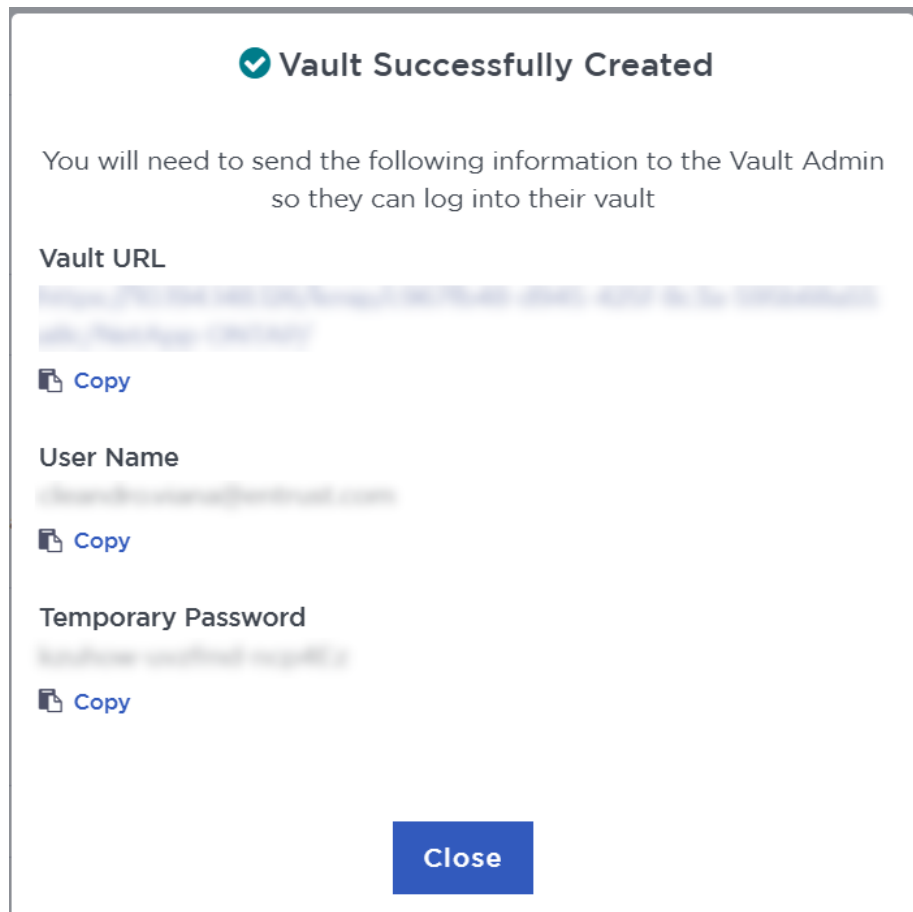 Vault Successfully Created
You will need to send the following information to the Vault Admin
so they can log into their vault
Vault URL
Copy
User Name
Copy
Temporary Password
Copy
Close